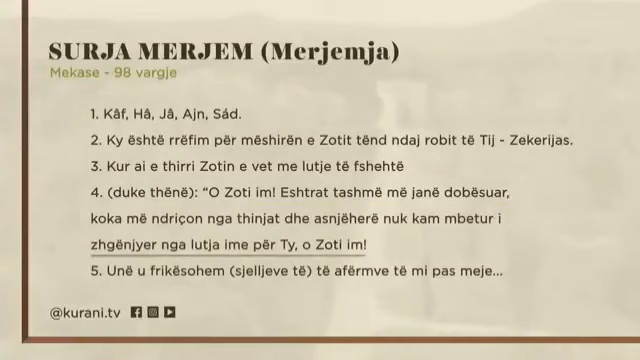 SURJA MERJEM (Merjemja)
Mekase - 98 vargje
1. Kâf, Hâ, Jâ, Ajn, Sád.
2. Ky është rrëfim për mëshirën e Zotit tënd ndaj robit të Tij - Zekerijas.
3. Kur ai e thirri Zotin e vet me lutje të fshehtë
4. (duke thënë): “O Zoti im! Eshtrat tashmë më janë dobësuar,
koka më ndriçon nga thinjat dhe asnjëherë nuk kam mbetur i
zhgënjyer nga lutja ime për Ty, o Zoti im!
5. Unë u frikësohem (sjelljeve të) të afërmve të mi pas meje...
@kurani.tv